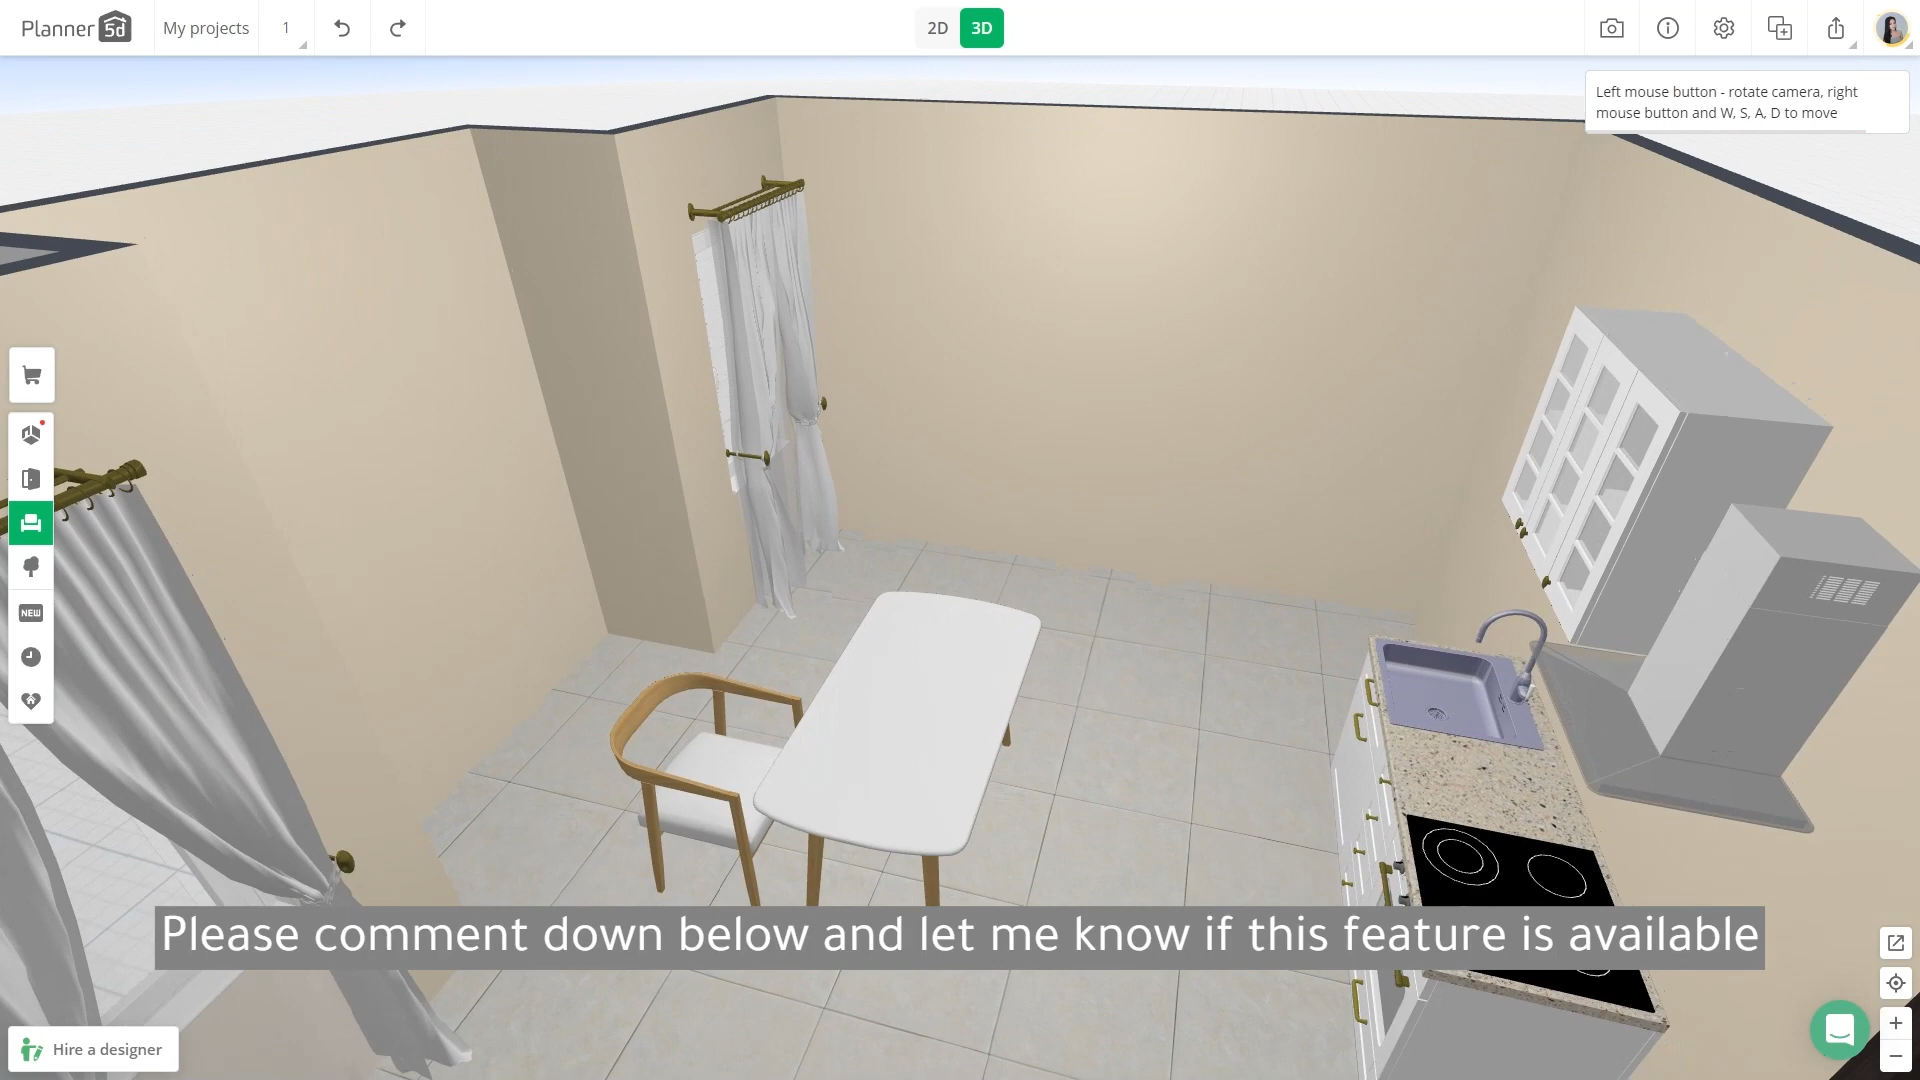 Planner 5d
My projects
1
2D
3D
Left mouse button - rotate camera, right
mouse button and W, S, A, D to move
NEW
Please comment down below and let me know if this feature is available
Hire a designer